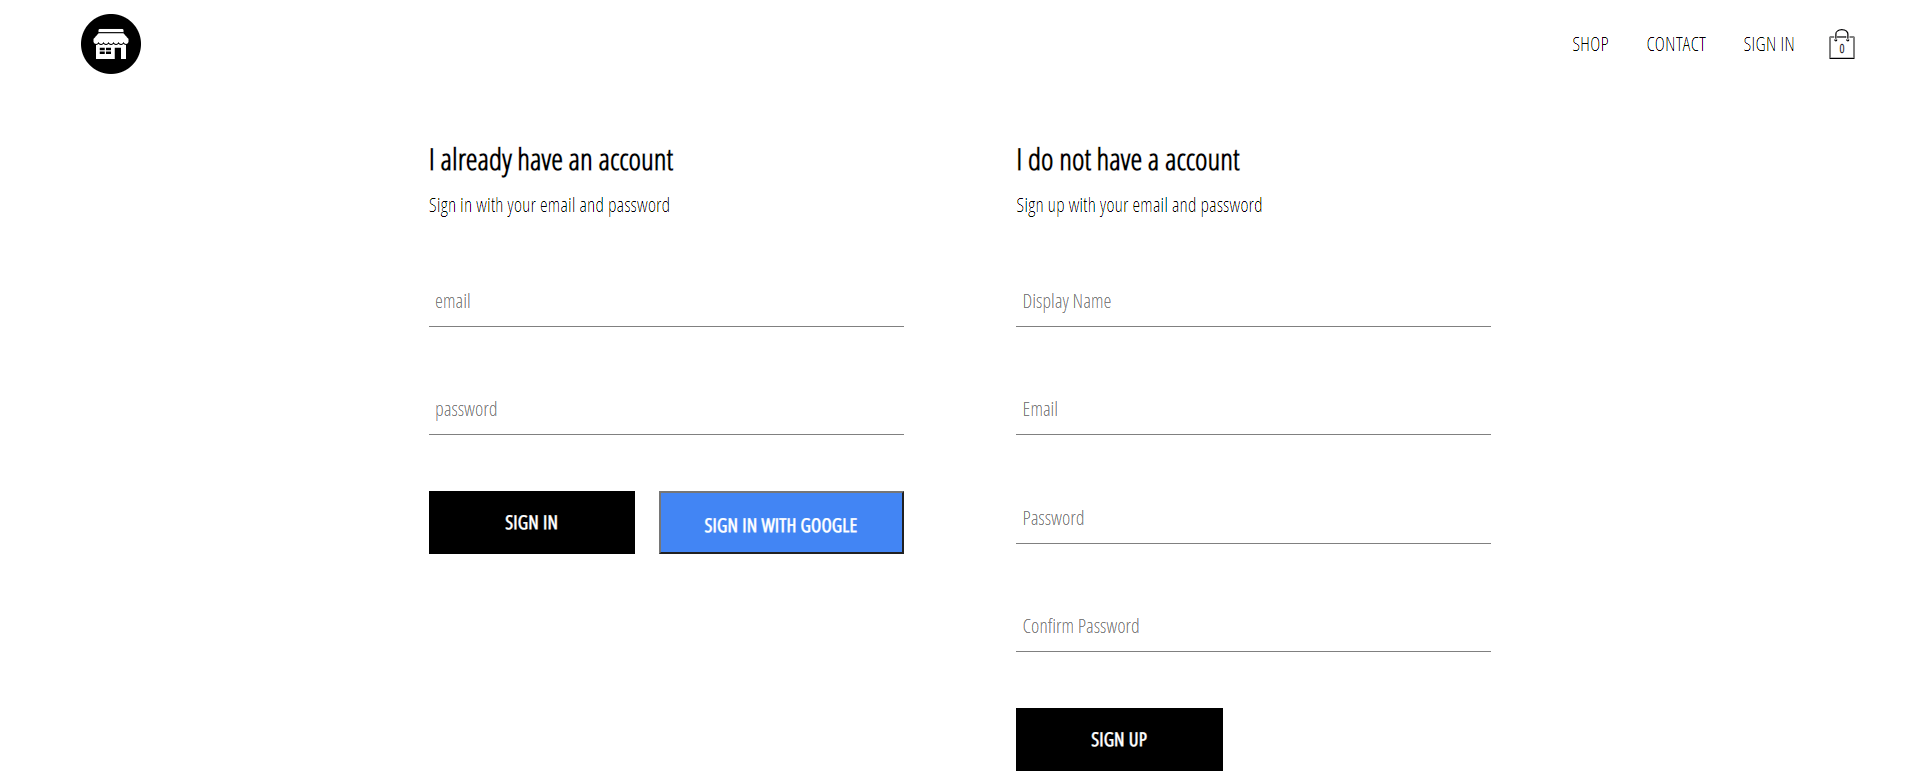 SHOP CONTACT SIGN IN 0
I already have an account
Sign in with your email and password
email
password
SIGN IN SIGN IN WITH GOOGLE
I do not have a account
Sign up with your email and password
Display Name
Email
Password
Confirm Password
SIGN UP